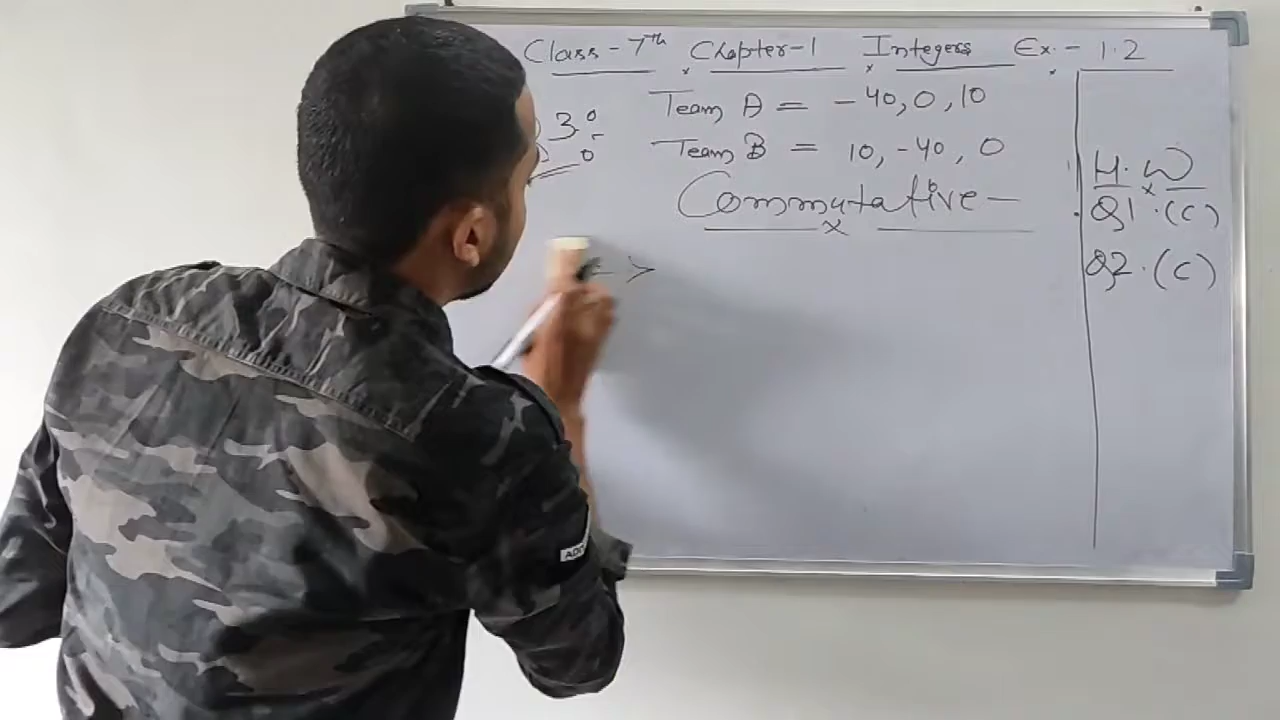 Class - 7th Chapter-1 Integers Ex. - 1.2
Team A = - 40, 0, 10
Team B = 10, -40, 0
Commutative -
H.W
Q1.(c)
Q2.(c)